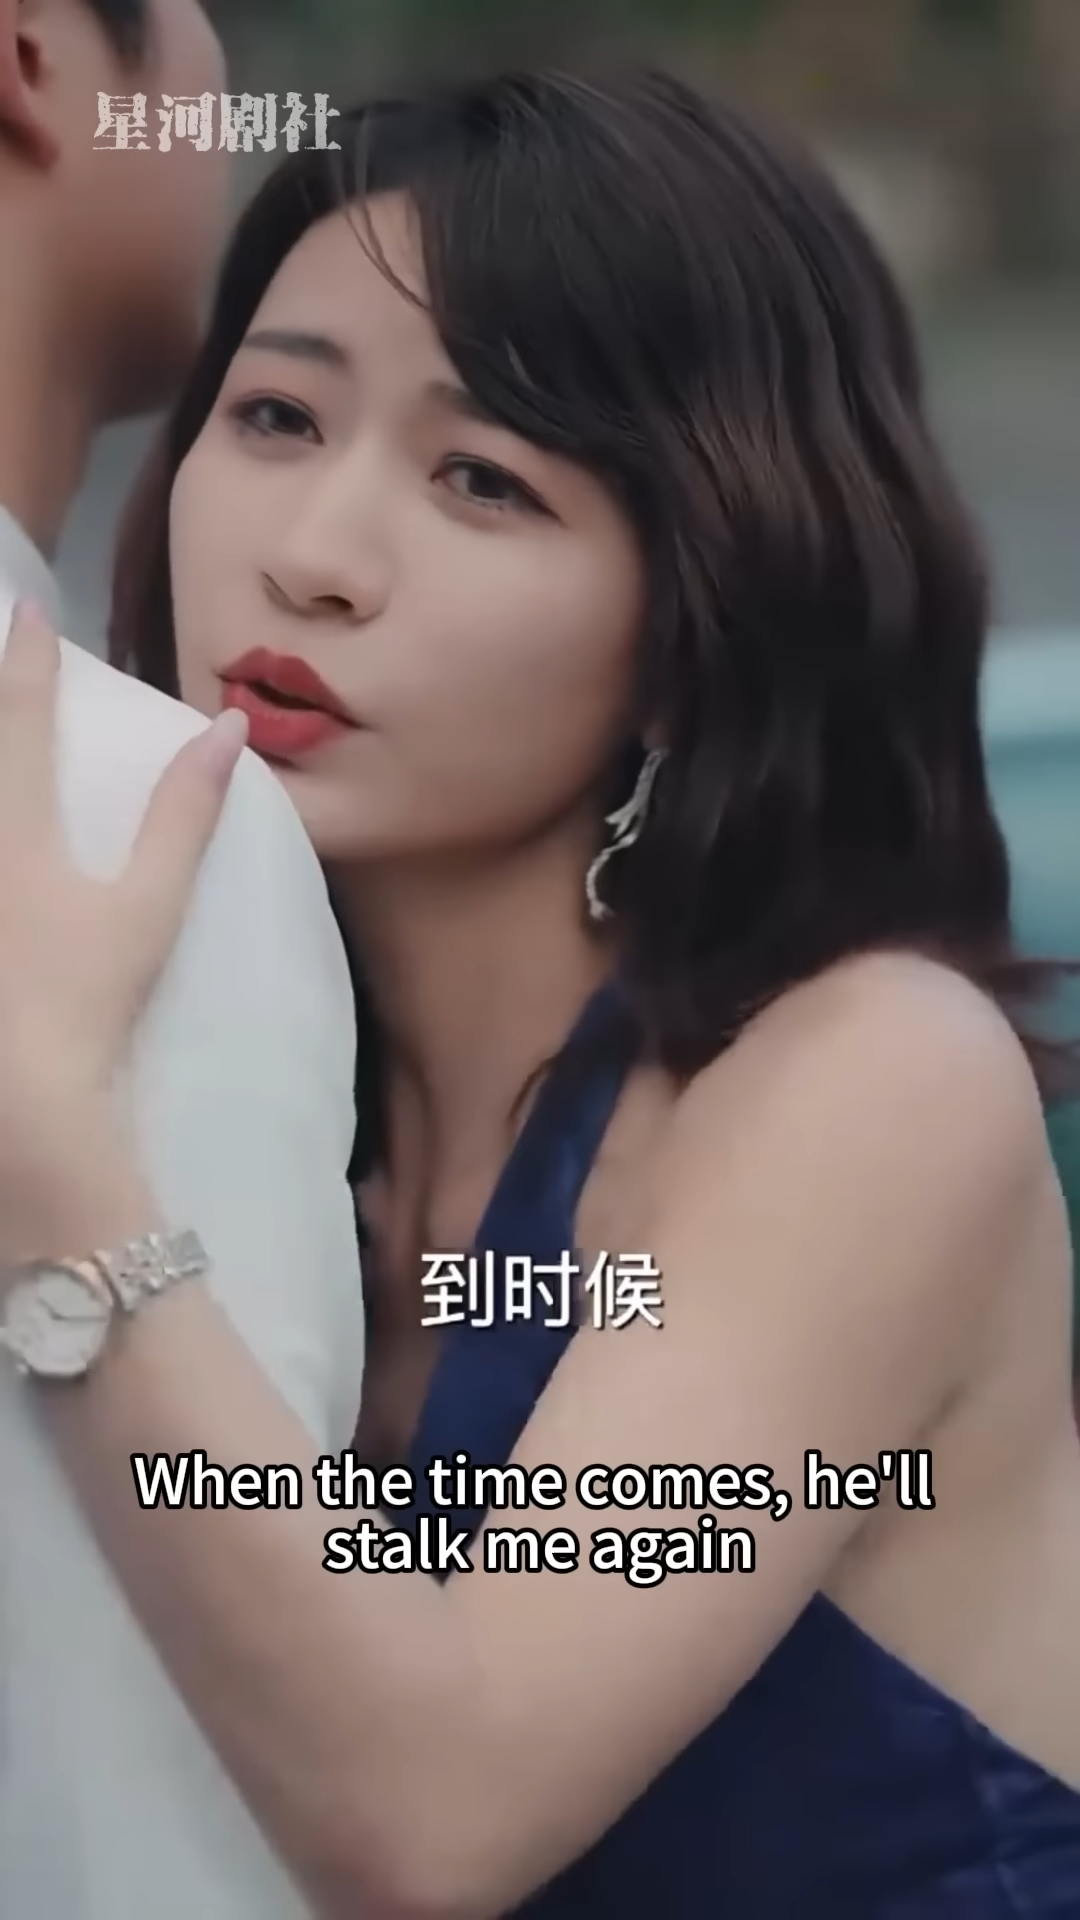 星河剧社
到时候
When the time comes, he'll
stalk me again